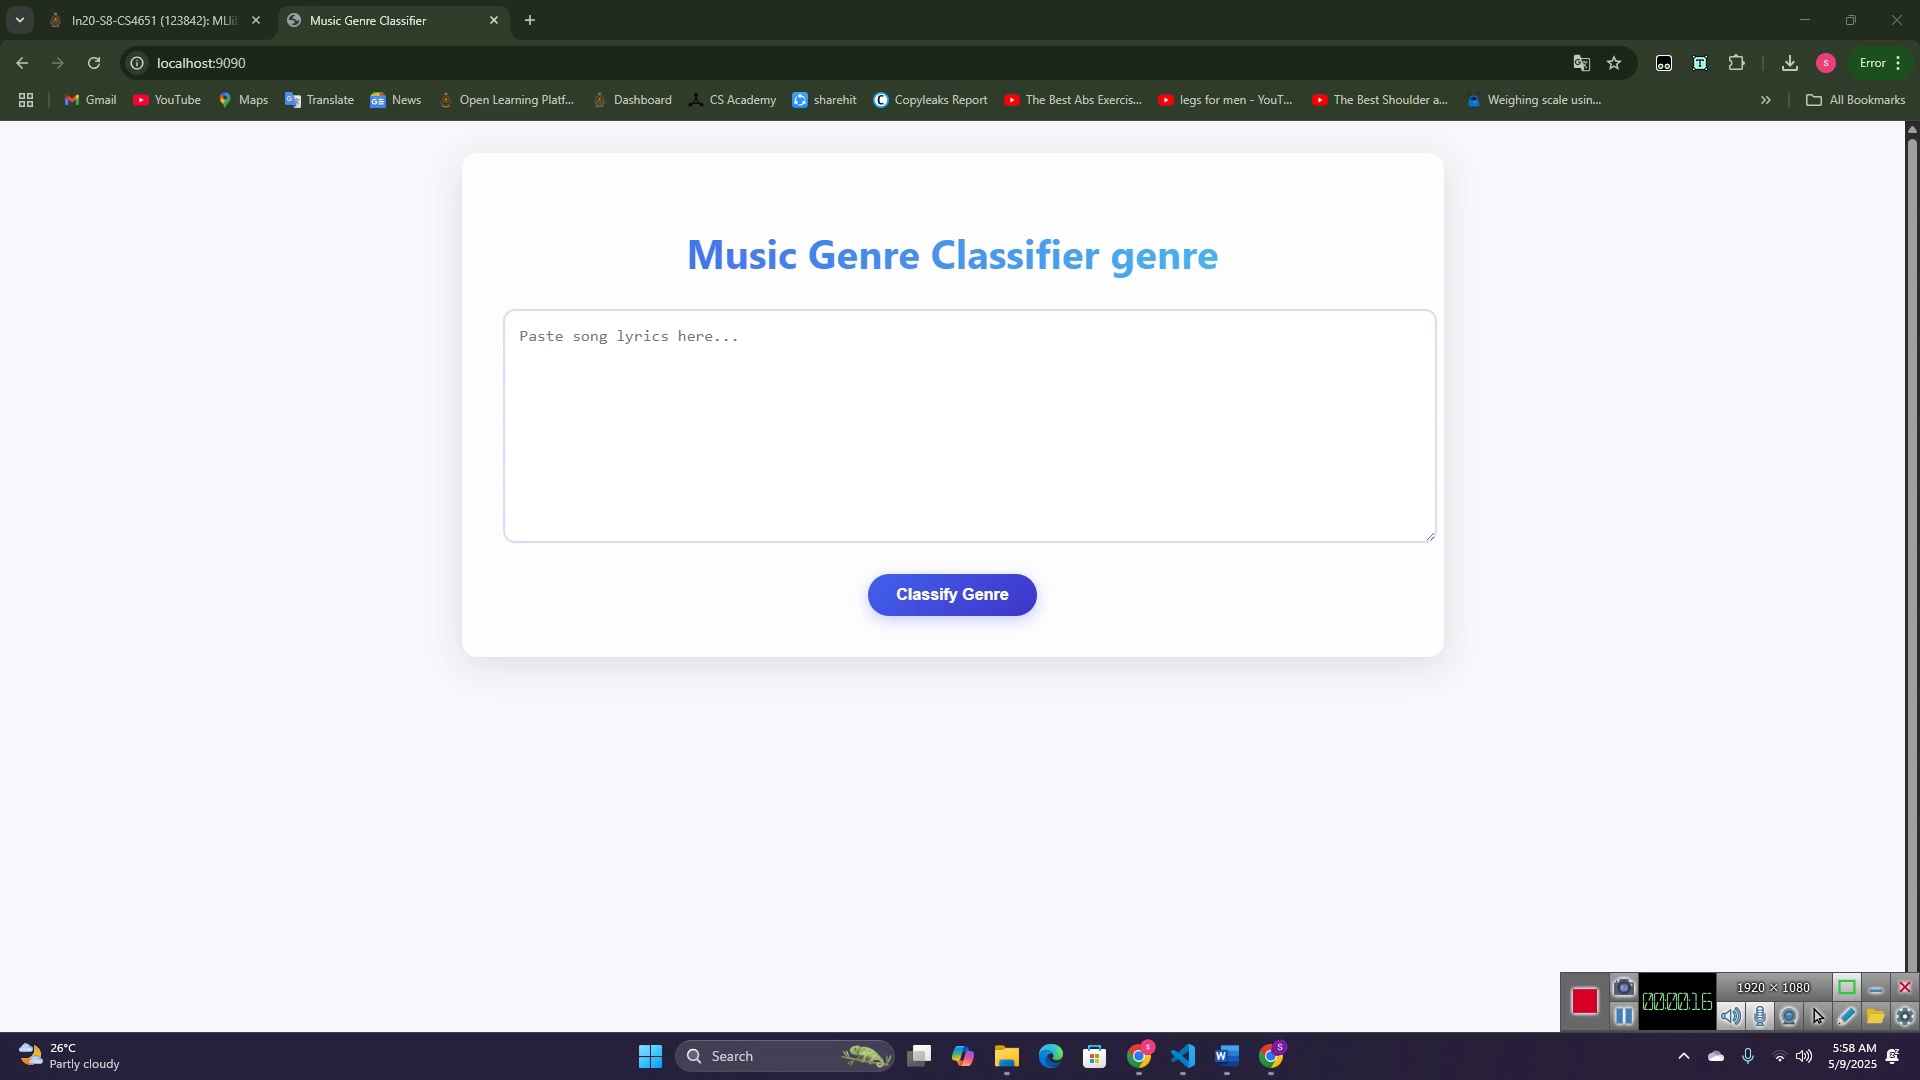 In20-S8-CS4651 (123842): MLli
Music Genre Classifier
localhost:9090
Error
Gmail
YouTube
Maps
Translate
News
Open Learning Platf...
Dashboard
CS Academy
sharehit
Copyleaks Report
The Best Abs Exercis...
legs for men - YouT...
The Best Shoulder a...
Weighing scale usin...
All Bookmarks
Music Genre Classifier genre
Paste song lyrics here...
Classify Genre
1920 × 1080
00:00:16
26°C
Partly cloudy
Search
5:58 AM
5/9/2025